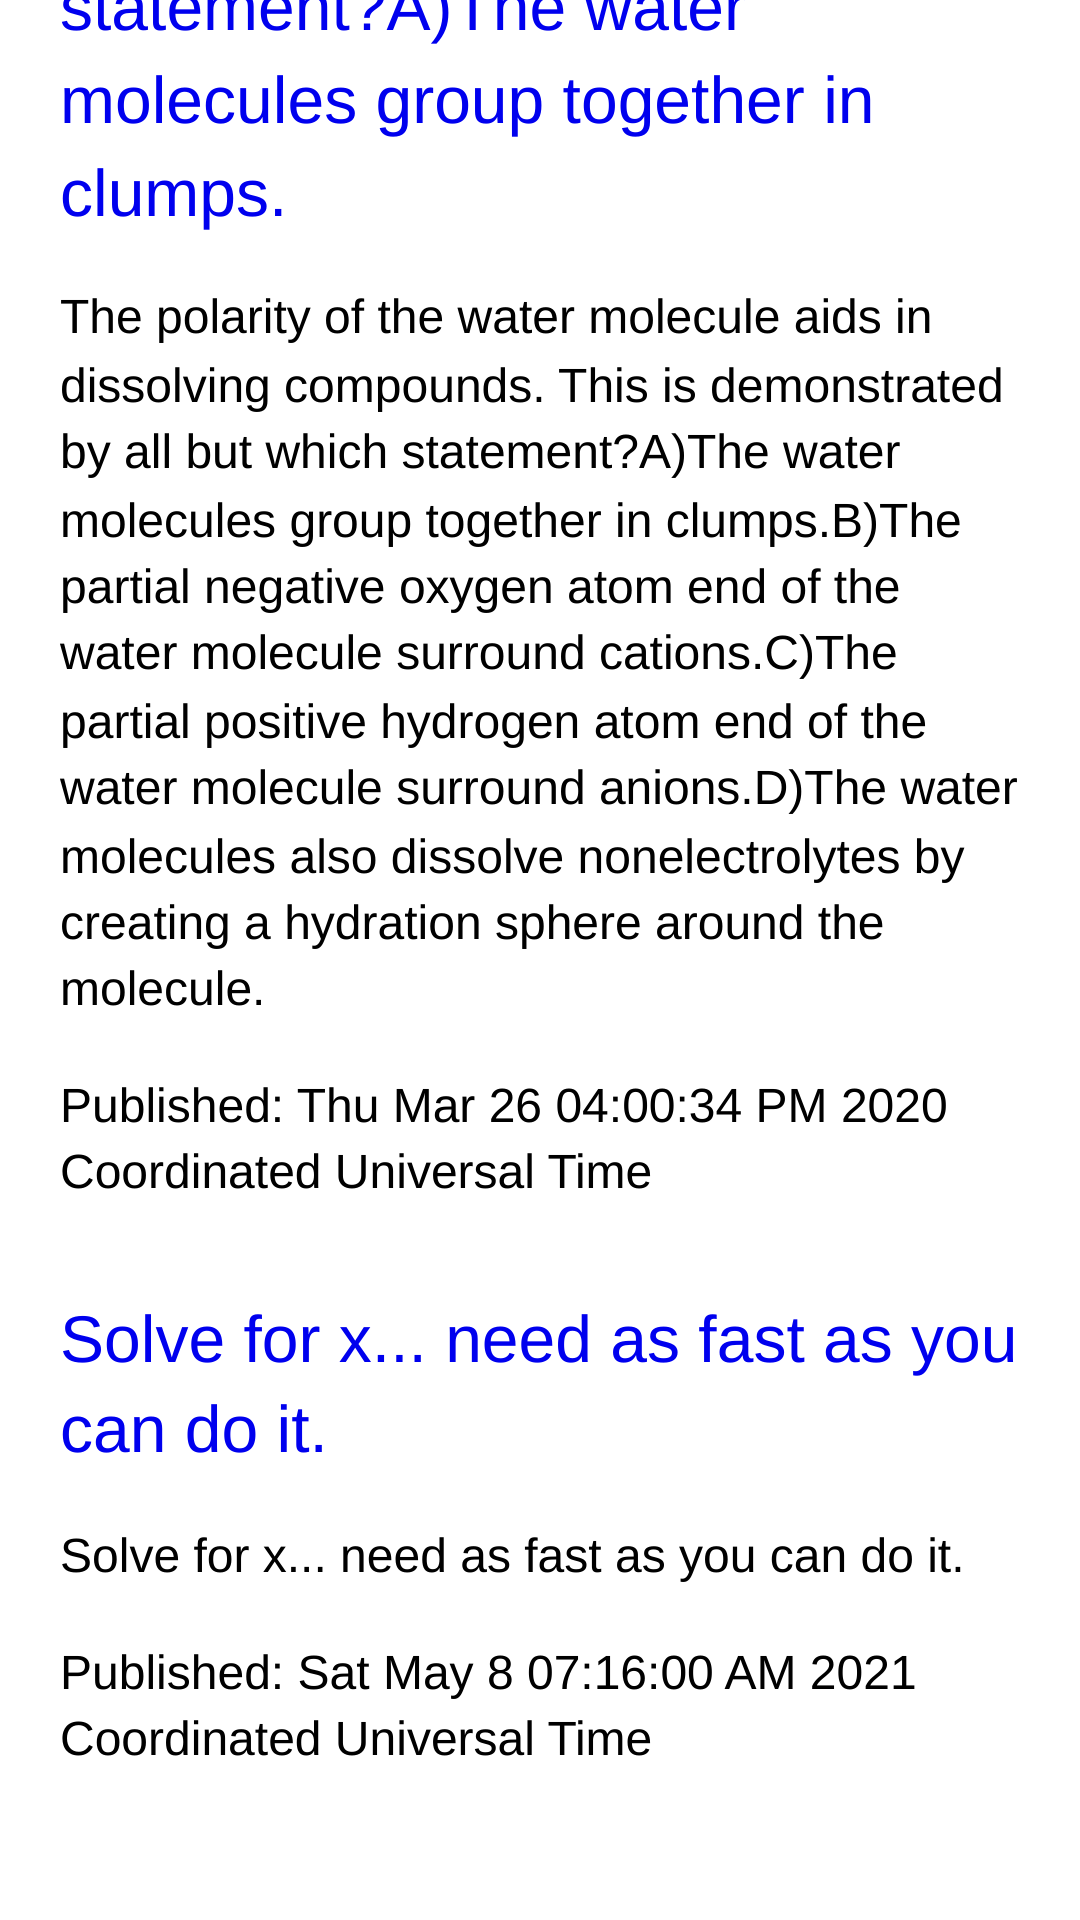 statement?A)The water
molecules group together in
clumps.
The polarity of the water molecule aids in
dissolving compounds. This is demonstrated
by all but which statement?A)The water
molecules group together in clumps.B)The
partial negative oxygen atom end of the
water molecule surround cations.C)The
partial positive hydrogen atom end of the
water molecule surround anions.D)The water
molecules also dissolve nonelectrolytes by
creating a hydration sphere around the
molecule.
Published: Thu Mar 26 04:00:34 PM 2020
Coordinated Universal Time
Solve for x... need as fast as you
can do it.
Solve for x... need as fast as you can do it.
Published: Sat May 8 07:16:00 AM 2021
Coordinated Universal Time